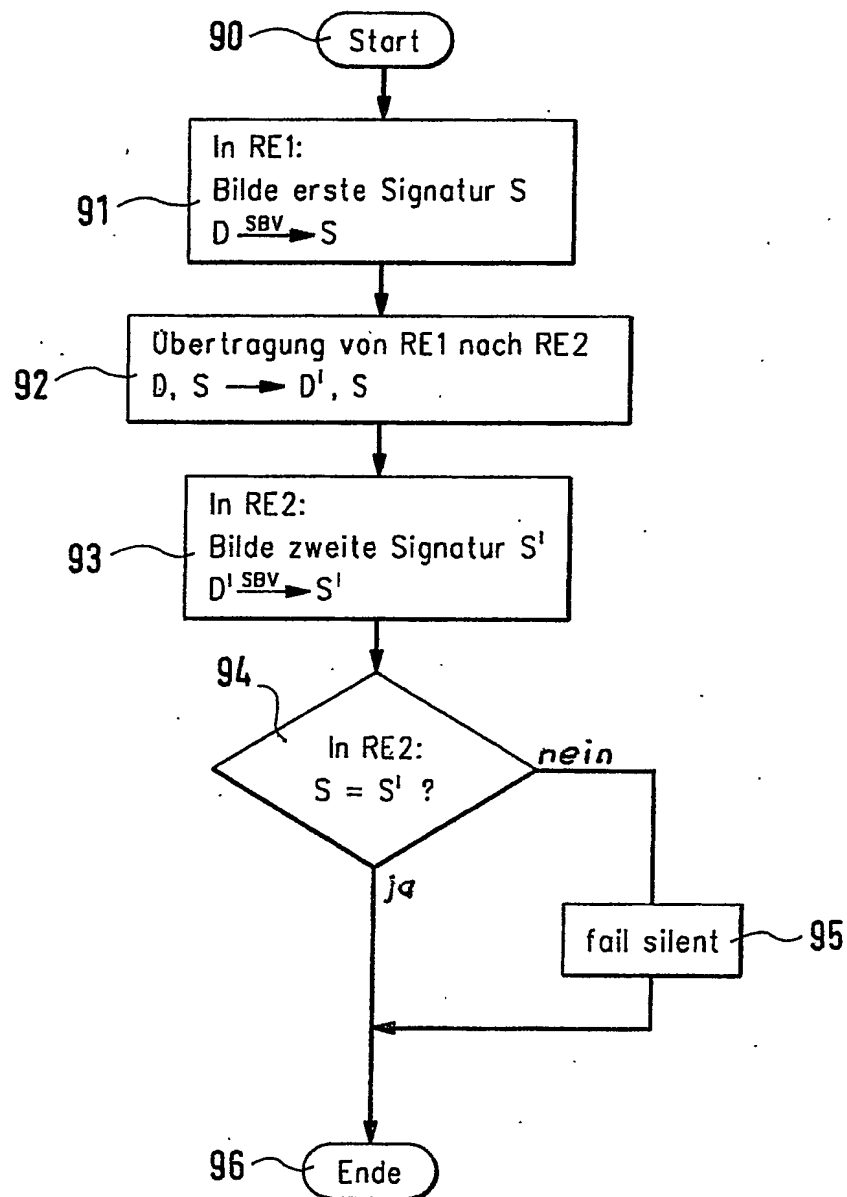 90
Start
In RE1:
91
Bilde erste Signatur S
D SBV S
Übertragung von RE1 nach RE2
92
D, S D', S
In RE2:
93
Bilde zweite Signatur S'
D' SBV S'
94
In RE2:
nein
S = S' ?
ja
fail silent
95
96
Ende